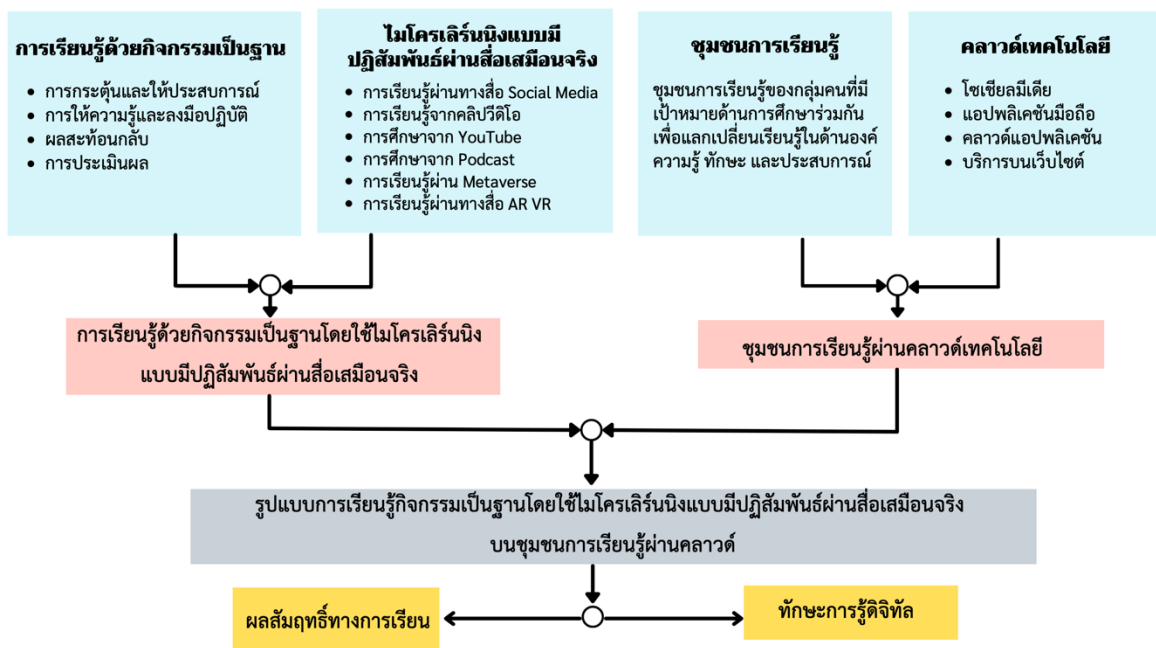 การเรียนรู้ด้วยกิจกรรมเป็นฐาน
• การกระตุ้นและให้ประสบการณ์
• การให้ความรู้และลงมือปฏิบัติ
• ผลสะท้อนกลับ
• การประเมินผล
ไมโครเลิร์นนิงแบบมี
ปฏิสัมพันธ์ผ่านสื่อเสมือนจริง
• การเรียนรู้ผ่านทางสื่อ Social Media
• การเรียนรู้จากคลิปวีดิโอ
• การศึกษาจาก YouTube
• การศึกษาจาก Podcast
• การเรียนรู้ผ่าน Metaverse
• การเรียนรู้ผ่านทางสื่อ AR VR
ชุมชนการเรียนรู้
ชุมชนการเรียนรู้ของกลุ่มคนที่มี
เป้าหมายด้านการศึกษาร่วมกัน
เพื่อแลกเปลี่ยนเรียนรู้ในด้านองค์
ความรู้ ทักษะ และประสบการณ์
คลาวด์เทคโนโลยี
• โซเชียลมีเดีย
• แอปพลิเคชันมือถือ
• คลาวด์แอปพลิเคชัน
• บริการบนเว็บไซต์
การเรียนรู้ด้วยกิจกรรมเป็นฐานโดยใช้ไมโครเลิร์นนิง
แบบมีปฏิสัมพันธ์ผ่านสื่อเสมือนจริง
ชุมชนการเรียนรู้ผ่านคลาวด์เทคโนโลยี
รูปแบบการเรียนรู้กิจกรรมเป็นฐานโดยใช้ไมโครเลิร์นนิงแบบมีปฏิสัมพันธ์ผ่านสื่อเสมือนจริง
บนชุมชนการเรียนรู้ผ่านคลาวด์
ผลสัมฤทธิ์ทางการเรียน
ทักษะการรู้ดิจิทัล